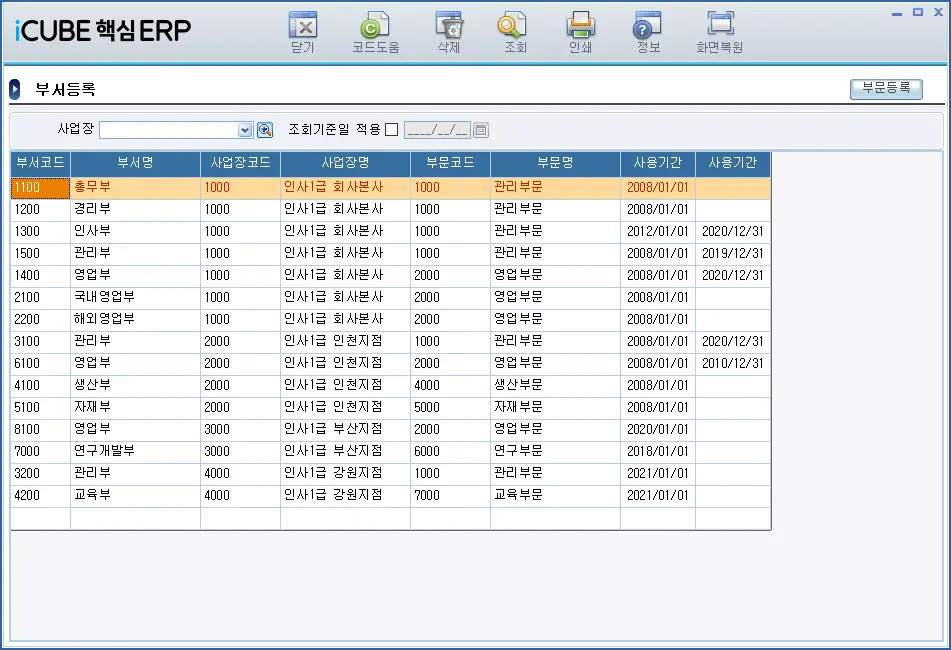 iCUBE 핵심ERP
닫기 코드도움 삭제 조회 인쇄 정보 화면복원
부서등록 부문등록
사업장 조회기준일 적용 ____/__/__
부서코드 부서명 사업장코드 사업장명 부문코드 부문명 사용기간 사용기간
1100 총무부 1000 인사1급 회사본사 1000 관리부문 2008/01/01
1200 경리부 1000 인사1급 회사본사 1000 관리부문 2008/01/01
1300 인사부 1000 인사1급 회사본사 1000 관리부문 2012/01/01 2020/12/31
1500 관리부 1000 인사1급 회사본사 1000 관리부문 2008/01/01 2019/12/31
1400 영업부 1000 인사1급 회사본사 2000 영업부문 2008/01/01 2020/12/31
2100 국내영업부 1000 인사1급 회사본사 2000 영업부문 2008/01/01
2200 해외영업부 1000 인사1급 회사본사 2000 영업부문 2008/01/01
3100 관리부 2000 인사1급 인천지점 1000 관리부문 2008/01/01 2020/12/31
6100 영업부 2000 인사1급 인천지점 2000 영업부문 2008/01/01 2010/12/31
4100 생산부 2000 인사1급 인천지점 4000 생산부문 2008/01/01
5100 자재부 2000 인사1급 인천지점 5000 자재부문 2008/01/01
8100 영업부 3000 인사1급 부산지점 2000 영업부문 2020/01/01
7000 연구개발부 3000 인사1급 부산지점 6000 연구부문 2018/01/01
3200 관리부 4000 인사1급 강원지점 1000 관리부문 2021/01/01
4200 교육부 4000 인사1급 강원지점 7000 교육부문 2021/01/01